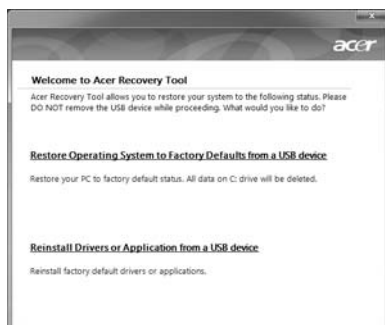 acer
Welcome to Acer Recovery Tool
Acer Recovery Tool allows you to restore your system to the following status. Please
DO NOT remove the USB device while proceeding. What would you like to do?
Restore Operating System to Factory Defaults from a USB device
Restore your PC to factory default status. All data on C: drive will be deleted.
Reinstall Drivers or Application from a USB device
Reinstall factory default drivers or applications.